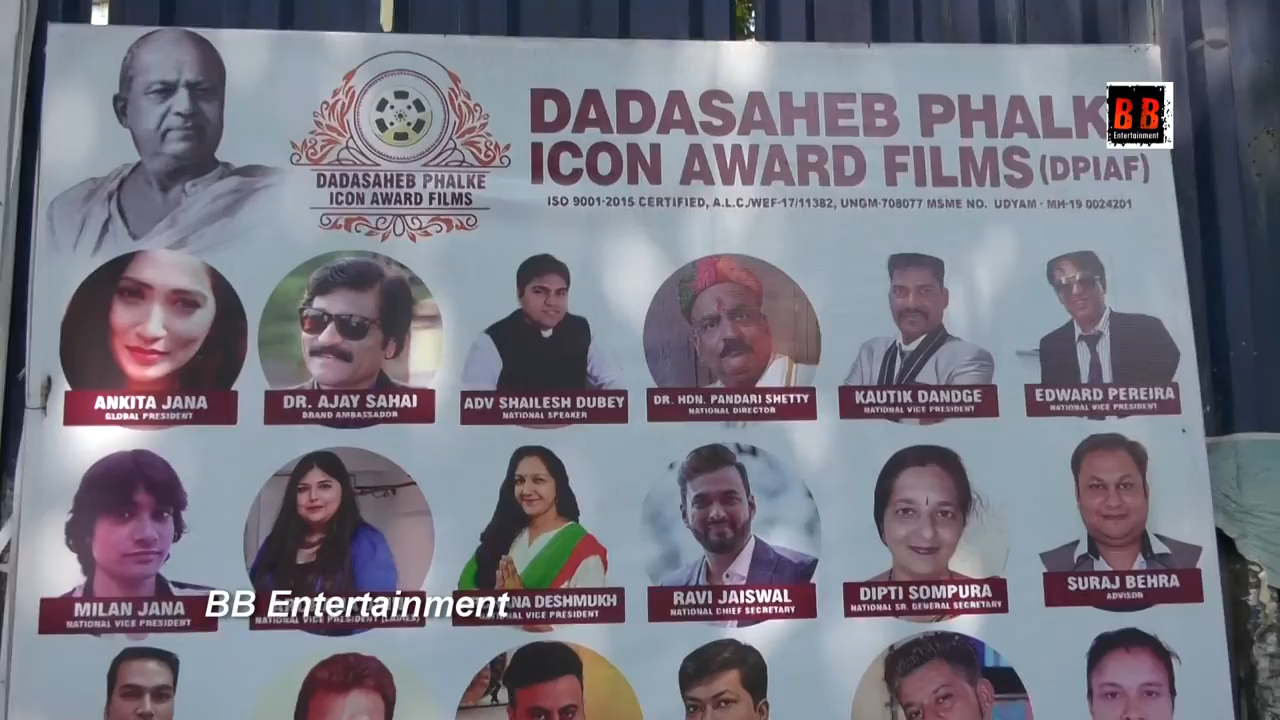 DADASAHEB PHALKE
ICON AWARD FILMS
DADASAHEB PHALK
ICON AWARD FILMS (DPIAF)
ISO 9001-2015 CERTIFIED, A.L.C./WEF-17/11382, UNGM-708077 MSME NO. UDYAM - MH-19 0024201
BB
Entertainment
ANKITA JANA
GLOBAL PRESIDENT
DR. AJAY SAHAI
BRAND AMBASSADOR
ADV SHAILESH DUBEY
NATIONAL SPEAKER
DR. HON. PANDARI SHETTY
NATIONAL DIRECTOR
KAUTIK DANDGE
NATIONAL VICE PRESIDENT
EDWARD PEREIRA
NATIONAL VICE PRESIDENT
MILAN JANA
NATIONAL VICE PRESIDENT
NATIONAL VICE PRESIDENT (LADIES)
DESHMUKH
NATIONAL VICE PRESIDENT
RAVI JAISWAL
NATIONAL CHIEF SECRETARY
DIPTI SOMPURA
NATIONAL SR. GENERAL SECRETARY
SURAJ BEHRA
ADVISOR
BB Entertainment